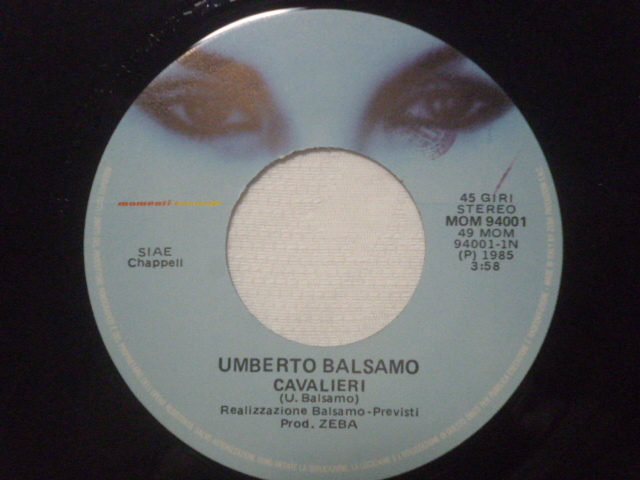 momenti records
SIAE
Chappell
45 GIRI
STEREO
MOM 94001
49 MOM
94001-1N
(P) 1985
3:58
UMBERTO BALSAMO
CAVALIERI
(U. Balsamo)
Realizzazione Balsamo-Previsti
Prod. ZEBA